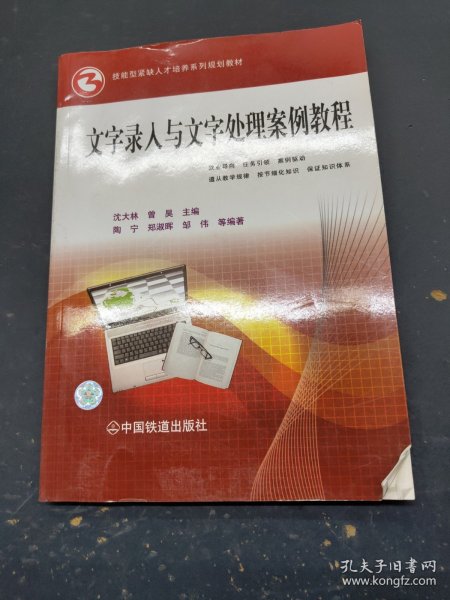 技能型紧缺人才培养系列规划教材
文字录入与文字处理案例教程
就业导向 任务引领 案例驱动
遵从教学规律 按节细化知识 保证知识体系
沈大林 曾昊 主编
陶宁 郑淑晖 邹伟 等编著
中国铁道出版社
孔夫子旧书网
www.kongfz.com